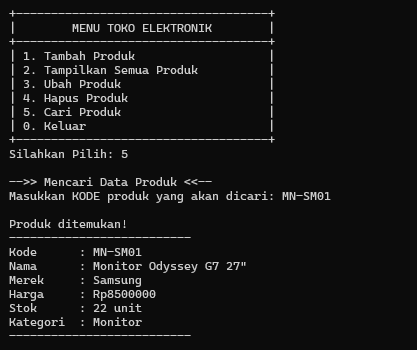 +------------------------------------+
|        MENU TOKO ELEKTRONIK        |
+------------------------------------+
| 1. Tambah Produk                   |
| 2. Tampilkan Semua Produk          |
| 3. Ubah Produk                     |
| 4. Hapus Produk                    |
| 5. Cari Produk                     |
| 0. Keluar                          |
+------------------------------------+
Silahkan Pilih: 5

-->> Mencari Data Produk <<--
Masukkan KODE produk yang akan dicari: MN-SM01

Produk ditemukan!
--------------------------
Kode      : MN-SM01
Nama      : Monitor Odyssey G7 27"
Merek     : Samsung
Harga     : Rp8500000
Stok      : 22 unit
Kategori  : Monitor
--------------------------